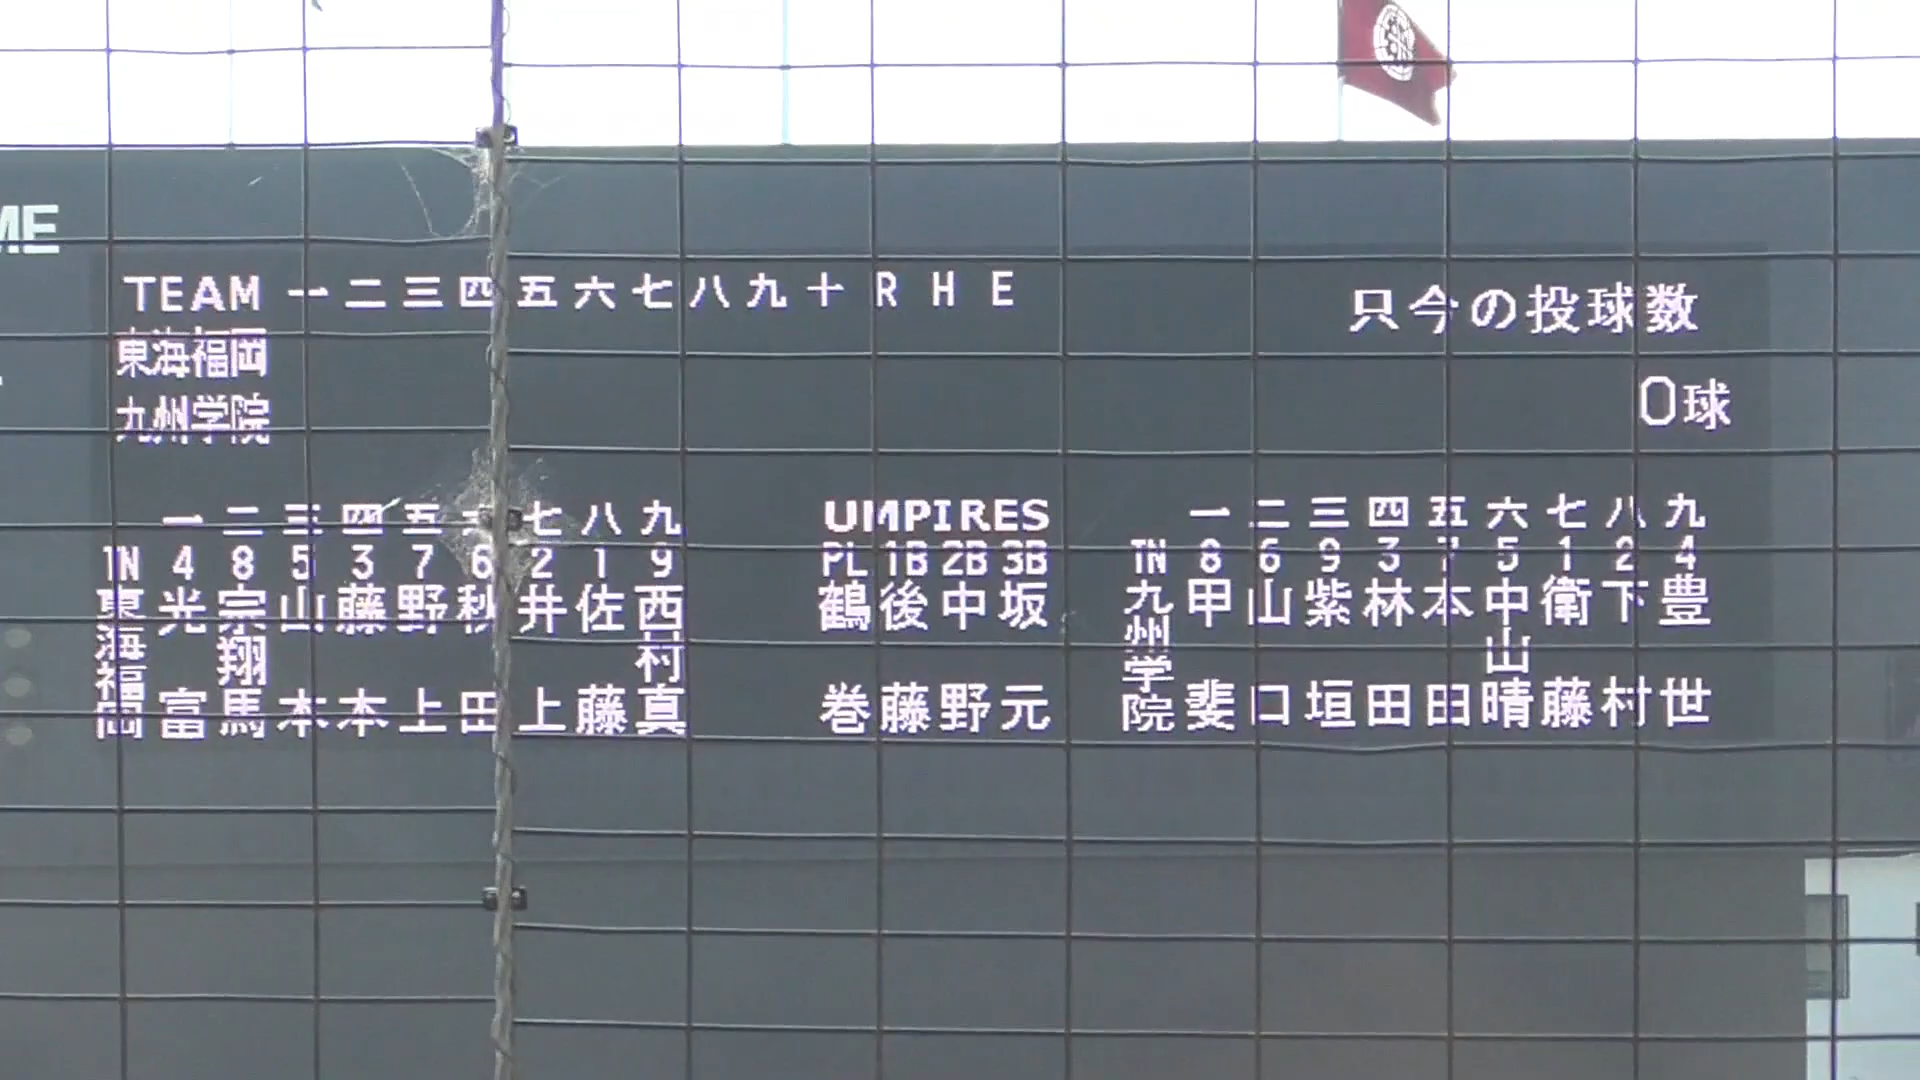 ME
TEAM 一 二 三 四 五 六 七 八 九 十 R H E
東海福岡
九州学院
只今の投球数
0球
一 二 三 四 五 六 七 八 九
IN 4 8 5 3 7 6 2 1 9
東海福岡
光富
宗翔馬
山本
藤本
野上
秋田
井上
佐藤
西村真
UMPIRES
PL 1B 2B 3B
鶴巻
後藤
中野
坂元
一 二 三 四 五 六 七 八 九
IN 8 6 9 3 7 5 1 2 4
九州学院
甲斐
山口
紫垣
林田
本田
中山晴
衛藤
下村
豊世